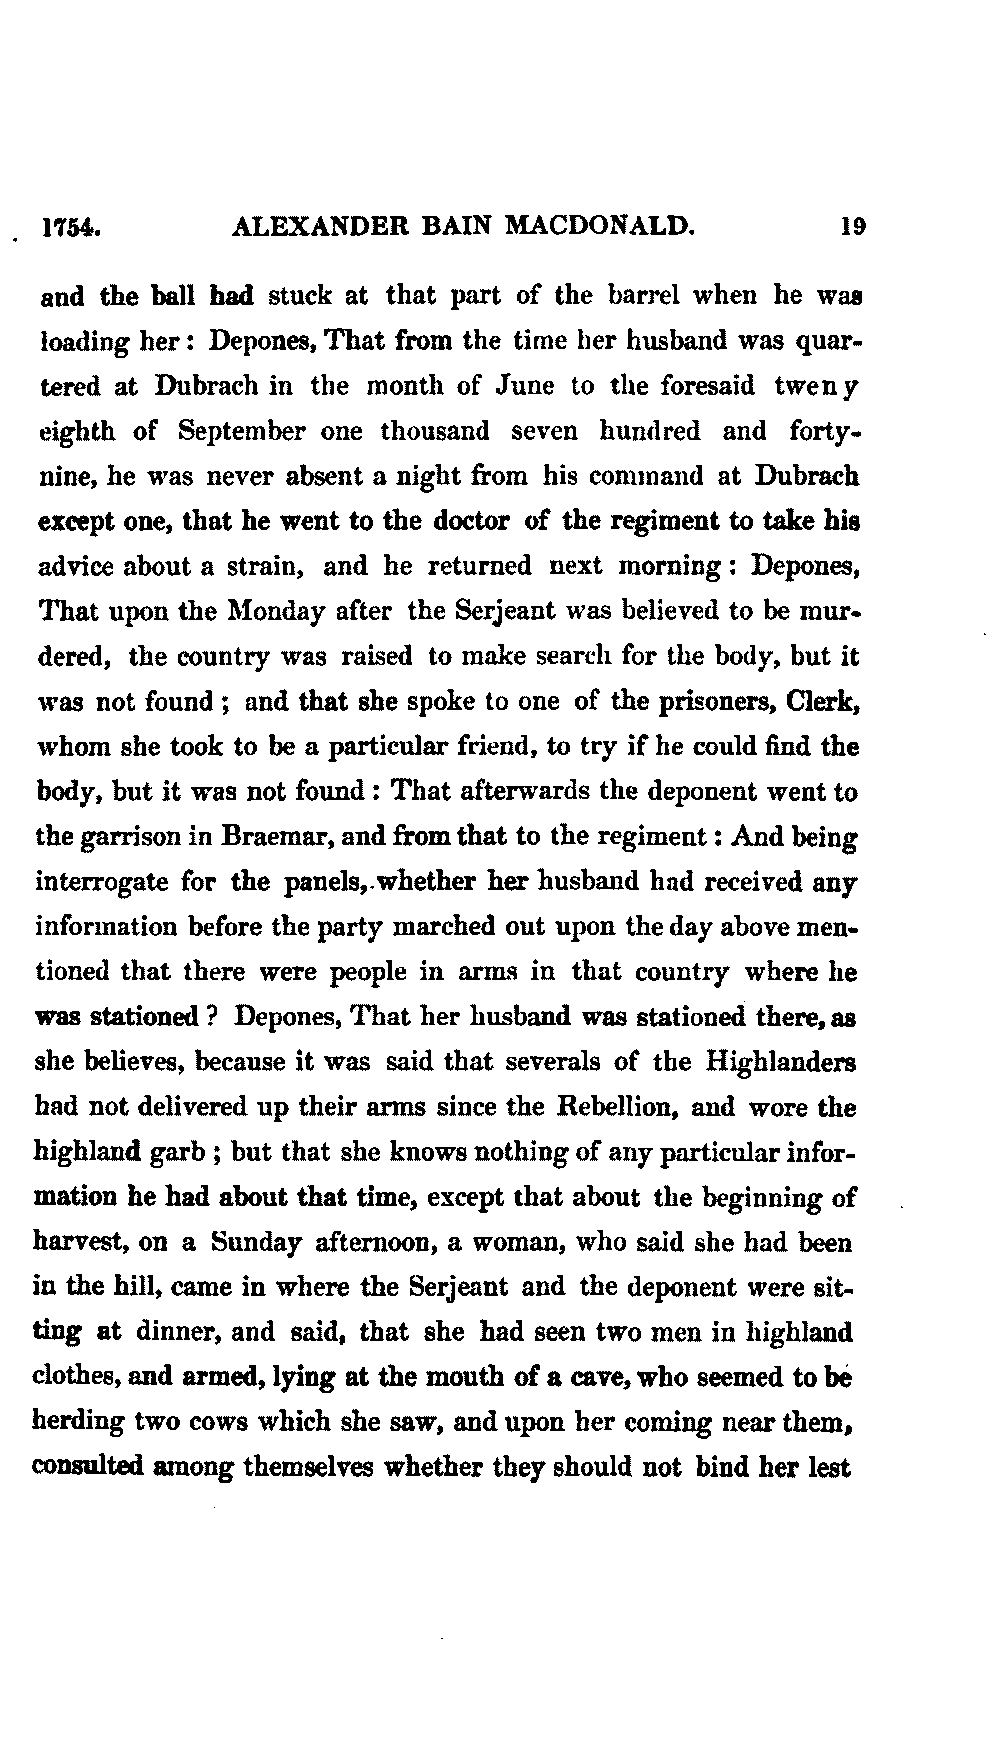 1754. ALEXANDER BAIN MACDONALD. 19
and the ball had stuck at that part of the barrel when he was
loading her : Depones, That from the time her husband was quar-
tered at Dubrach in the month of June to the foresaid tweny
eighth of September one thousand seven hundred and forty-
nine, he was never absent a night from his command at Dubrach
except one, that he went to the doctor of the regiment to take his
advice about a strain, and he returned next morning : Depones,
That upon the Monday after the Serjeant was believed to be mur-
dered, the country was raised to make search for the body, but it
was not found ; and that she spoke to one of the prisoners, Clerk,
whom she took to be a particular friend, to try if he could find the
body, but it was not found : That afterwards the deponent went to
the garrison in Braemar, and from that to the regiment : And being
interrogate for the panels, whether her husband had received any
information before the party marched out upon the day above men-
tioned that there were people in arms in that country where he
was stationed ? Depones, That her husband was stationed there, as
she believes, because it was said that severals of the Highlanders
had not delivered up their arms since the Rebellion, and wore the
highland garb ; but that she knows nothing of any particular infor-
mation he had about that time, except that about the beginning of
harvest, on a Sunday afternoon, a woman, who said she had been
in the hill, came in where the Serjeant and the deponent were sit-
ting at dinner, and said, that she had seen two men in highland
clothes, and armed, lying at the mouth of a cave, who seemed to be
herding two cows which she saw, and upon her coming near them,
consulted among themselves whether they should not bind her lest